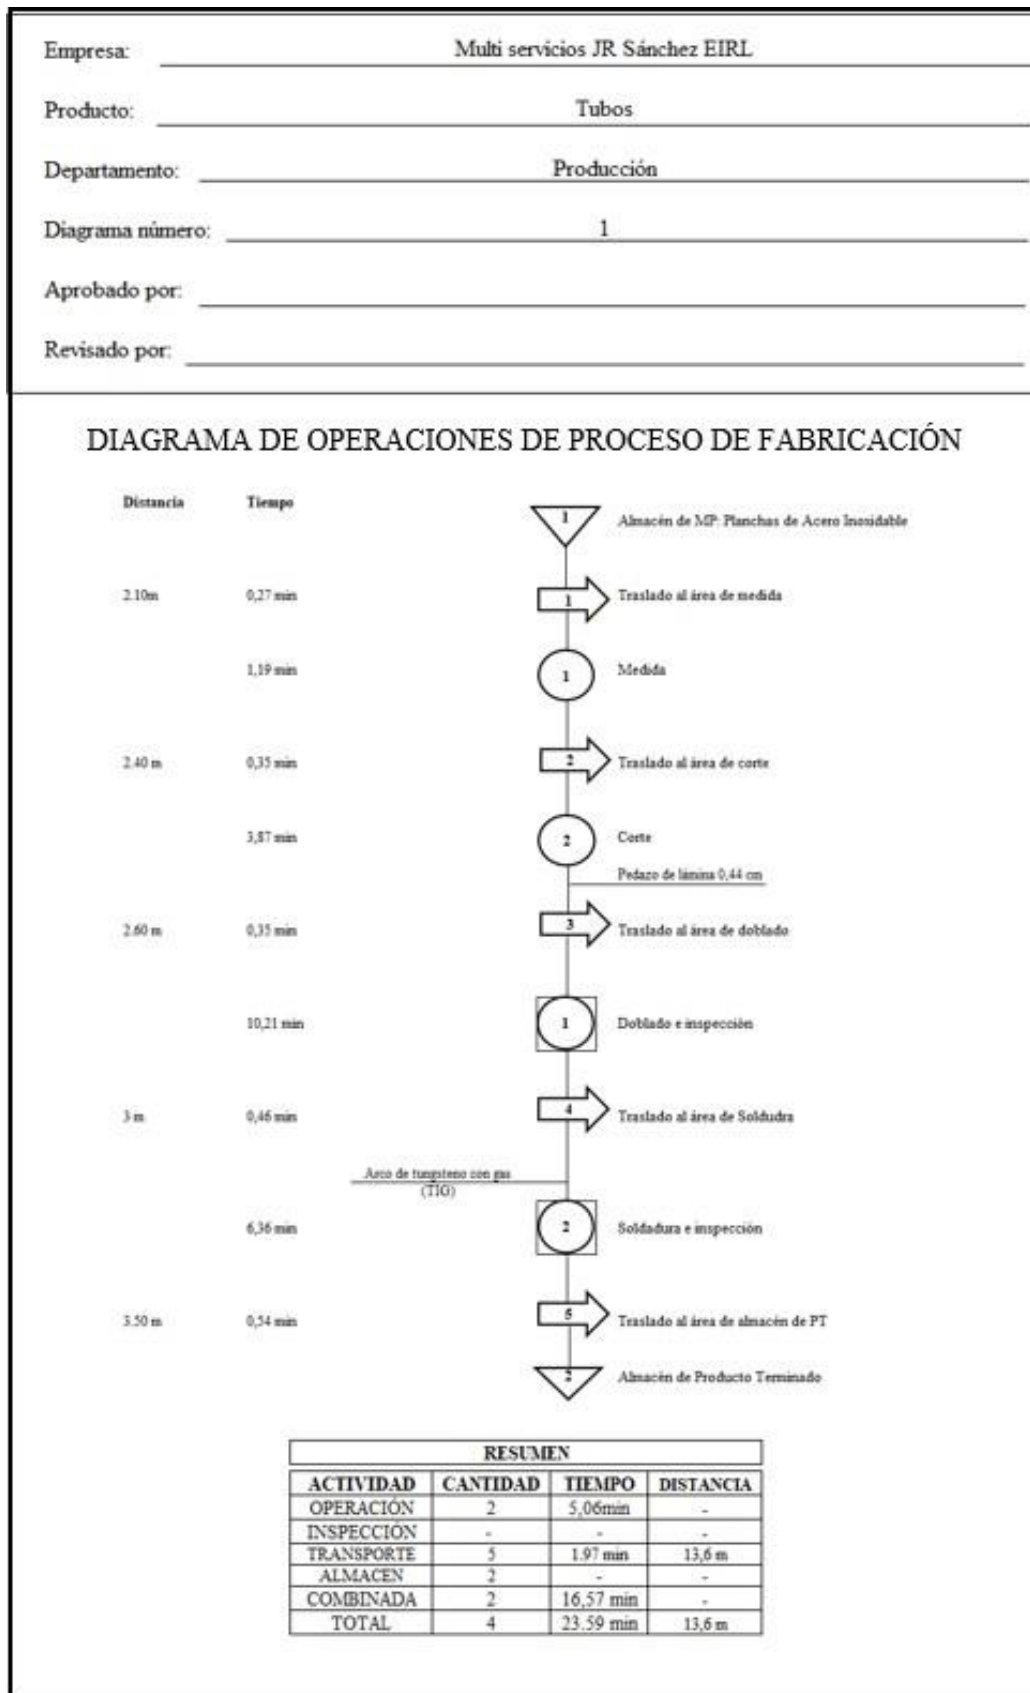 Empresa: Multi servicios JR Sánchez EIRL
Producto: Tubos
Departamento: Producción
Diagrama número: 1
Aprobado por:
Revisado por:
DIAGRAMA DE OPERACIONES DE PROCESO DE FABRICACIÓN
Distancia Tiempo
1 Almacén de MP: Planchas de Acero Inoxidable
2.10m 0,27 min 1 Traslado al área de medida
1,19 min 1 Medida
2.40 m 0,35 min 2 Traslado al área de corte
3,87 min 2 Corte
Pedazo de lámina 0,44 cm
2.60 m 0,35 min 3 Traslado al área de doblado
10,21 min 1 Doblado e inspección
3 m 0,46 min 4 Traslado al área de Soldudra
Arco de tungsteno con gas
(TIG)
6,36 min 2 Soldadura e inspección
3.50 m 0,54 min 5 Traslado al área de almacén de PT
2 Almacén de Producto Terminado
RESUMEN
ACTIVIDAD CANTIDAD TIEMPO DISTANCIA
OPERACIÓN 2 5,06min -
INSPECCIÓN - - -
TRANSPORTE 5 1.97 min 13,6 m
ALMACEN 2 - -
COMBINADA 2 16,57 min -
TOTAL 4 23.59 min 13,6 m